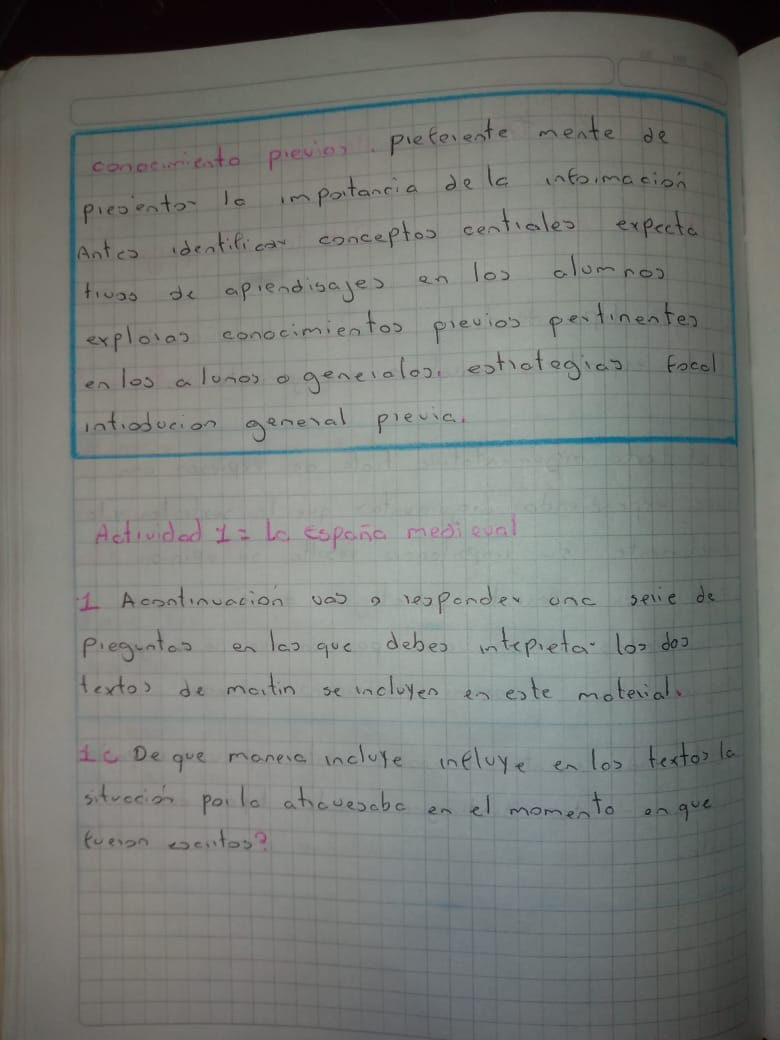 conocimiento previos. preferente mente de
presentar la importancia de la información
Antes identificar conceptos centrales expecta
tivas de aprendisajes en los alumnos
exploras conocimientos previos pertinentes
en los alunos o generalos. estrategias focal
introducion general previa.
Actividad 1 = La españa medieval
1 Acontinuación vas a responder una serie de
preguntas en las que debes intepretar los dos
textos de martin se incluyen en este material.
1c De que manera incluye influye en los textos la
situación por la atravesaba en el momento en que
fueron escritos?